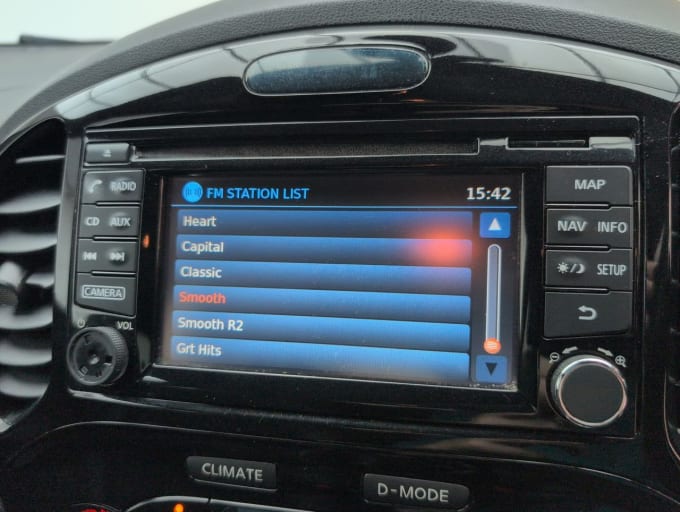 FM STATION LIST 15:42
Heart
Capital
Classic
Smooth
Smooth R2
Grt Hits
RADIO
CD AUX
CAMERA
VOL
MAP
NAV INFO
SETUP
CLIMATE
D-MODE